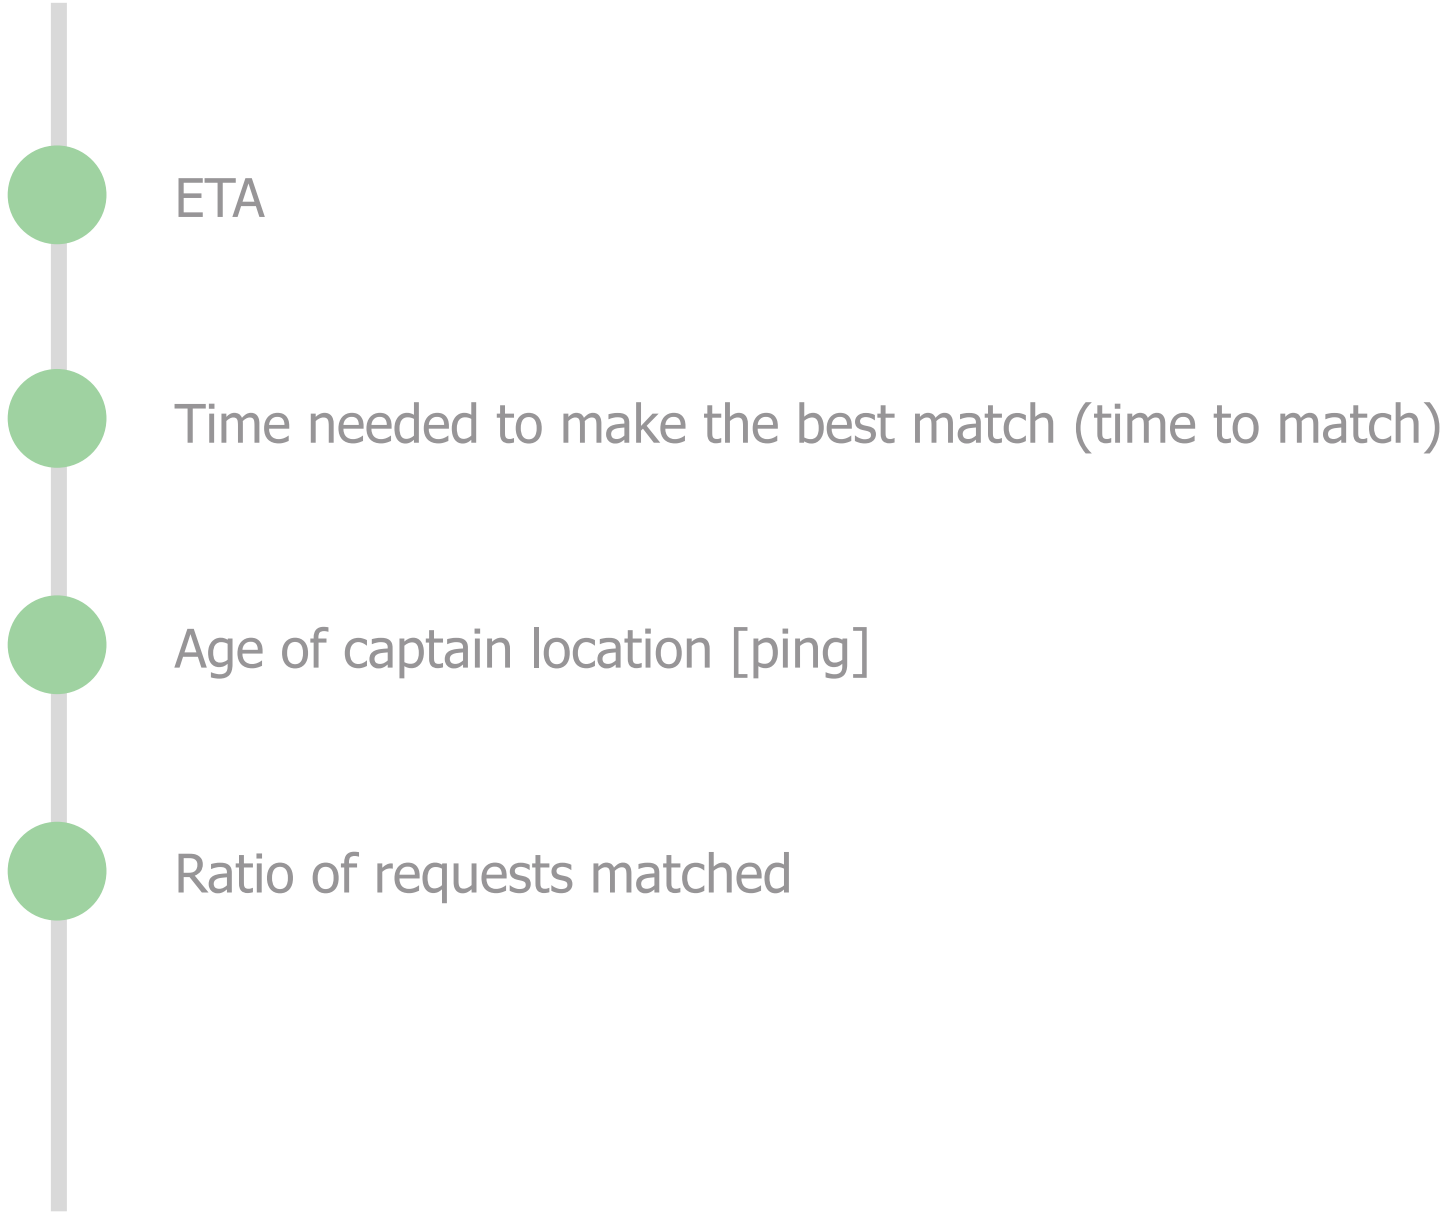 ETA
Time needed to make the best match (time to match)
Age of captain location [ping]
Ratio of requests matched